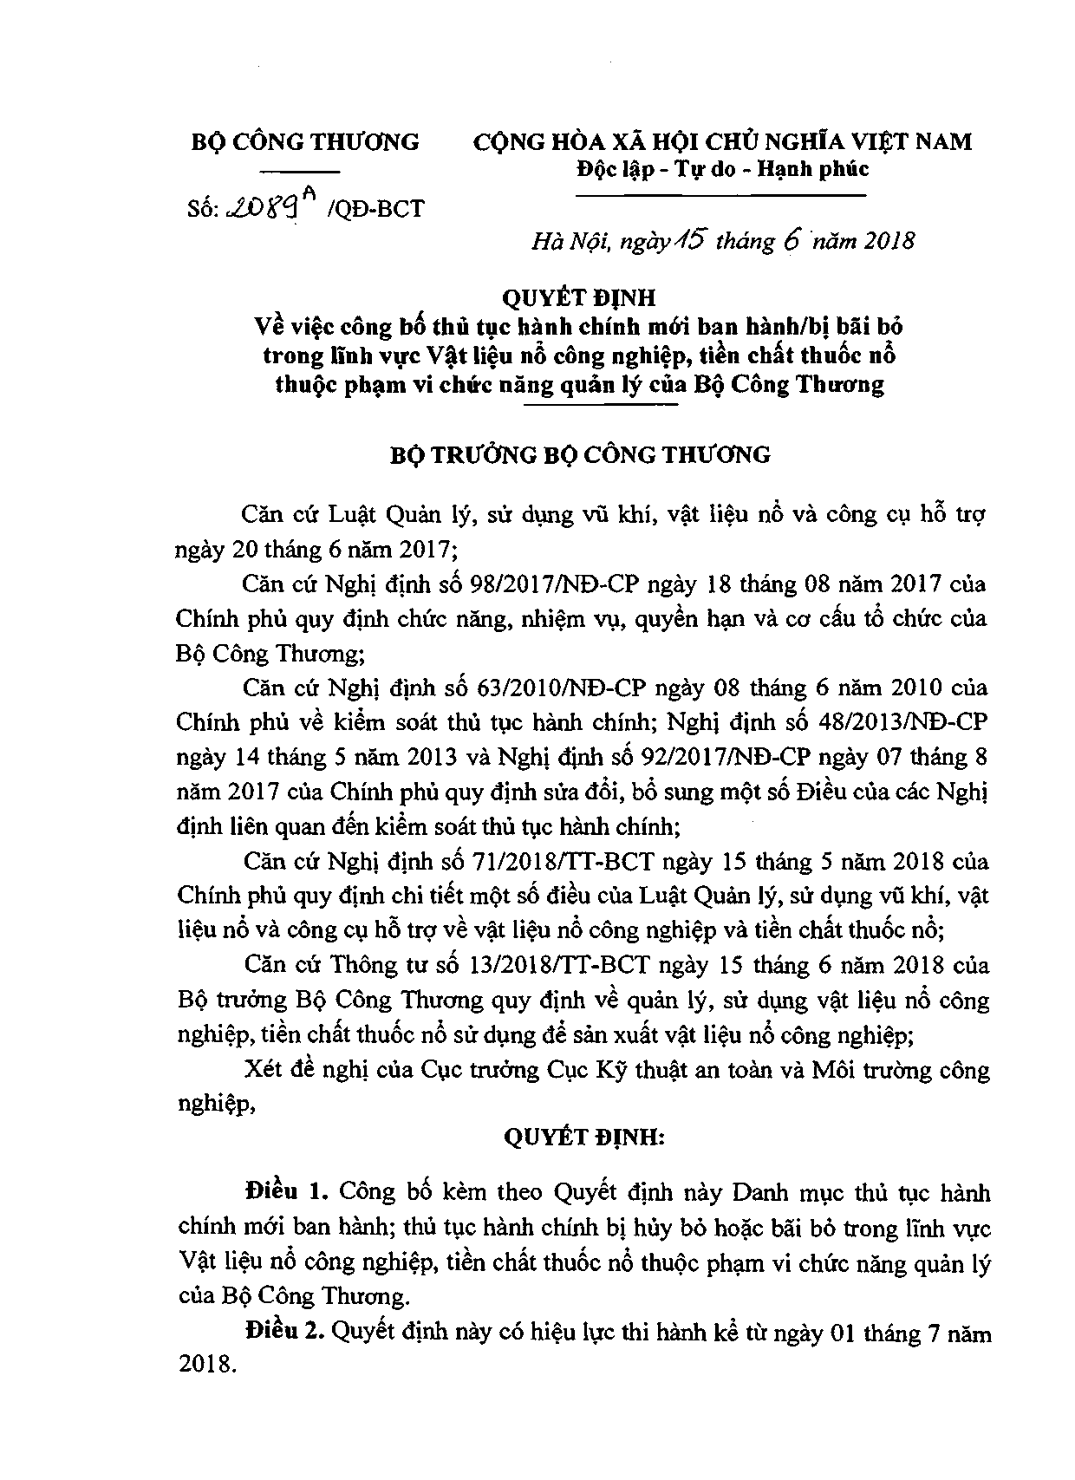 BỘ CÔNG THƯƠNG
CỘNG HÒA XÃ HỘI CHỦ NGHĨA VIỆT NAM
Độc lập - Tự do - Hạnh phúc
Số: 2089A /QĐ-BCT
Hà Nội, ngày 15 tháng 6 năm 2018
QUYẾT ĐỊNH
Về việc công bố thủ tục hành chính mới ban hành/bị bãi bỏ
trong lĩnh vực Vật liệu nổ công nghiệp, tiền chất thuốc nổ
thuộc phạm vi chức năng quản lý của Bộ Công Thương
BỘ TRƯỞNG BỘ CÔNG THƯƠNG
Căn cứ Luật Quản lý, sử dụng vũ khí, vật liệu nổ và công cụ hỗ trợ
ngày 20 tháng 6 năm 2017;
Căn cứ Nghị định số 98/2017/NĐ-CP ngày 18 tháng 08 năm 2017 của
Chính phủ quy định chức năng, nhiệm vụ, quyền hạn và cơ cấu tổ chức của
Bộ Công Thương;
Căn cứ Nghị định số 63/2010/NĐ-CP ngày 08 tháng 6 năm 2010 của
Chính phủ về kiểm soát thủ tục hành chính; Nghị định số 48/2013/NĐ-CP
ngày 14 tháng 5 năm 2013 và Nghị định số 92/2017/NĐ-CP ngày 07 tháng 8
năm 2017 của Chính phủ quy định sửa đổi, bổ sung một số Điều của các Nghị
định liên quan đến kiểm soát thủ tục hành chính;
Căn cứ Nghị định số 71/2018/TT-BCT ngày 15 tháng 5 năm 2018 của
Chính phủ quy định chi tiết một số điều của Luật Quản lý, sử dụng vũ khí, vật
liệu nổ và công cụ hỗ trợ về vật liệu nổ công nghiệp và tiền chất thuốc nổ;
Căn cứ Thông tư số 13/2018/TT-BCT ngày 15 tháng 6 năm 2018 của
Bộ trưởng Bộ Công Thương quy định về quản lý, sử dụng vật liệu nổ công
nghiệp, tiền chất thuốc nổ sử dụng để sản xuất vật liệu nổ công nghiệp;
Xét đề nghị của Cục trưởng Cục Kỹ thuật an toàn và Môi trường công
nghiệp,
QUYẾT ĐỊNH:
Điều 1. Công bố kèm theo Quyết định này Danh mục thủ tục hành
chính mới ban hành; thủ tục hành chính bị hủy bỏ hoặc bãi bỏ trong lĩnh vực
Vật liệu nổ công nghiệp, tiền chất thuốc nổ thuộc phạm vi chức năng quản lý
của Bộ Công Thương.
Điều 2. Quyết định này có hiệu lực thi hành kể từ ngày 01 tháng 7 năm
2018.